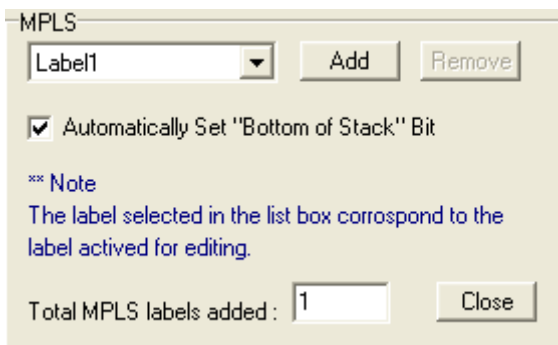 MPLS
Label1 Add Remove
Automatically Set "Bottom of Stack" Bit
** Note
The label selected in the list box corrospond to the
label actived for editing.
Total MPLS labels added : 1 Close